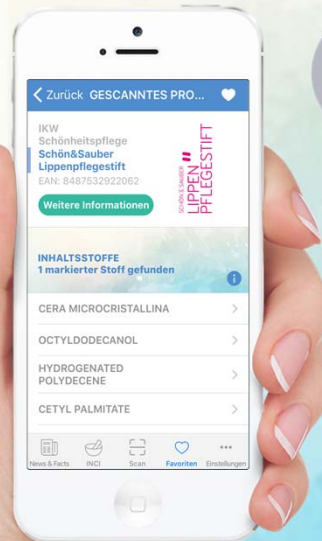 Zurück GESCANNTES PRO...
IKW
Schönheitspflege
Schön&Sauber
Lippenpflegestift
EAN: 8487532922062
Weitere Informationen
SCHÖN & SAUBER
LIPPEN
PFLEGESTIFT
INHALTSSTOFFE
1 markierter Stoff gefunden
CERA MICROCRISTALLINA
OCTYLDODECANOL
HYDROGENATED
POLYDECENE
CETYL PALMITATE
News & Facts INCI Scan Favoriten Einstellungen